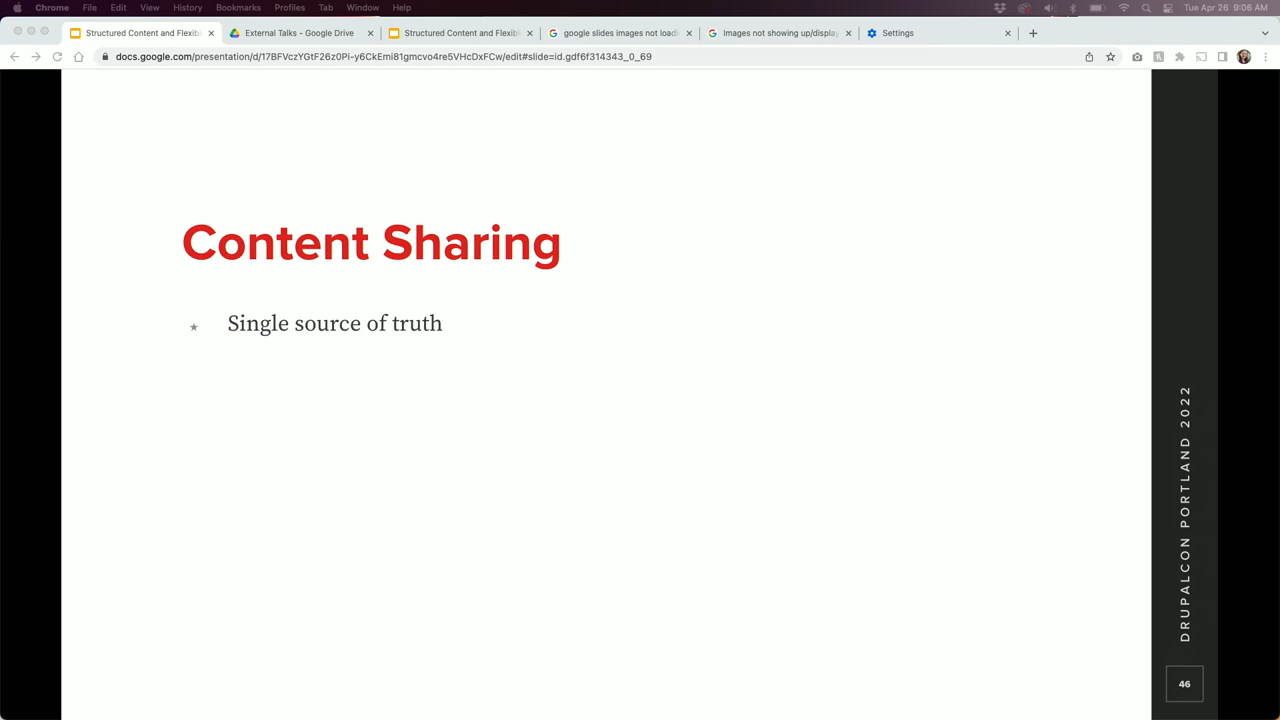 Chrome File Edit View History Bookmarks Profiles Tab Window Help Tue Apr 26 9:06 AM
Structured Content and Flexib External Talks - Google Drive Structured Content and Flexib google slides images not loadi Images not showing up/display Settings
docs.google.com/presentation/d/17BFVczYGtF26z0Pi-y6CkEmi81gmcvo4re5VHcDxFCw/edit#slide=id.gdf6f314343_0_69
Content Sharing
Single source of truth
DRUPALCON PORTLAND 2022
46